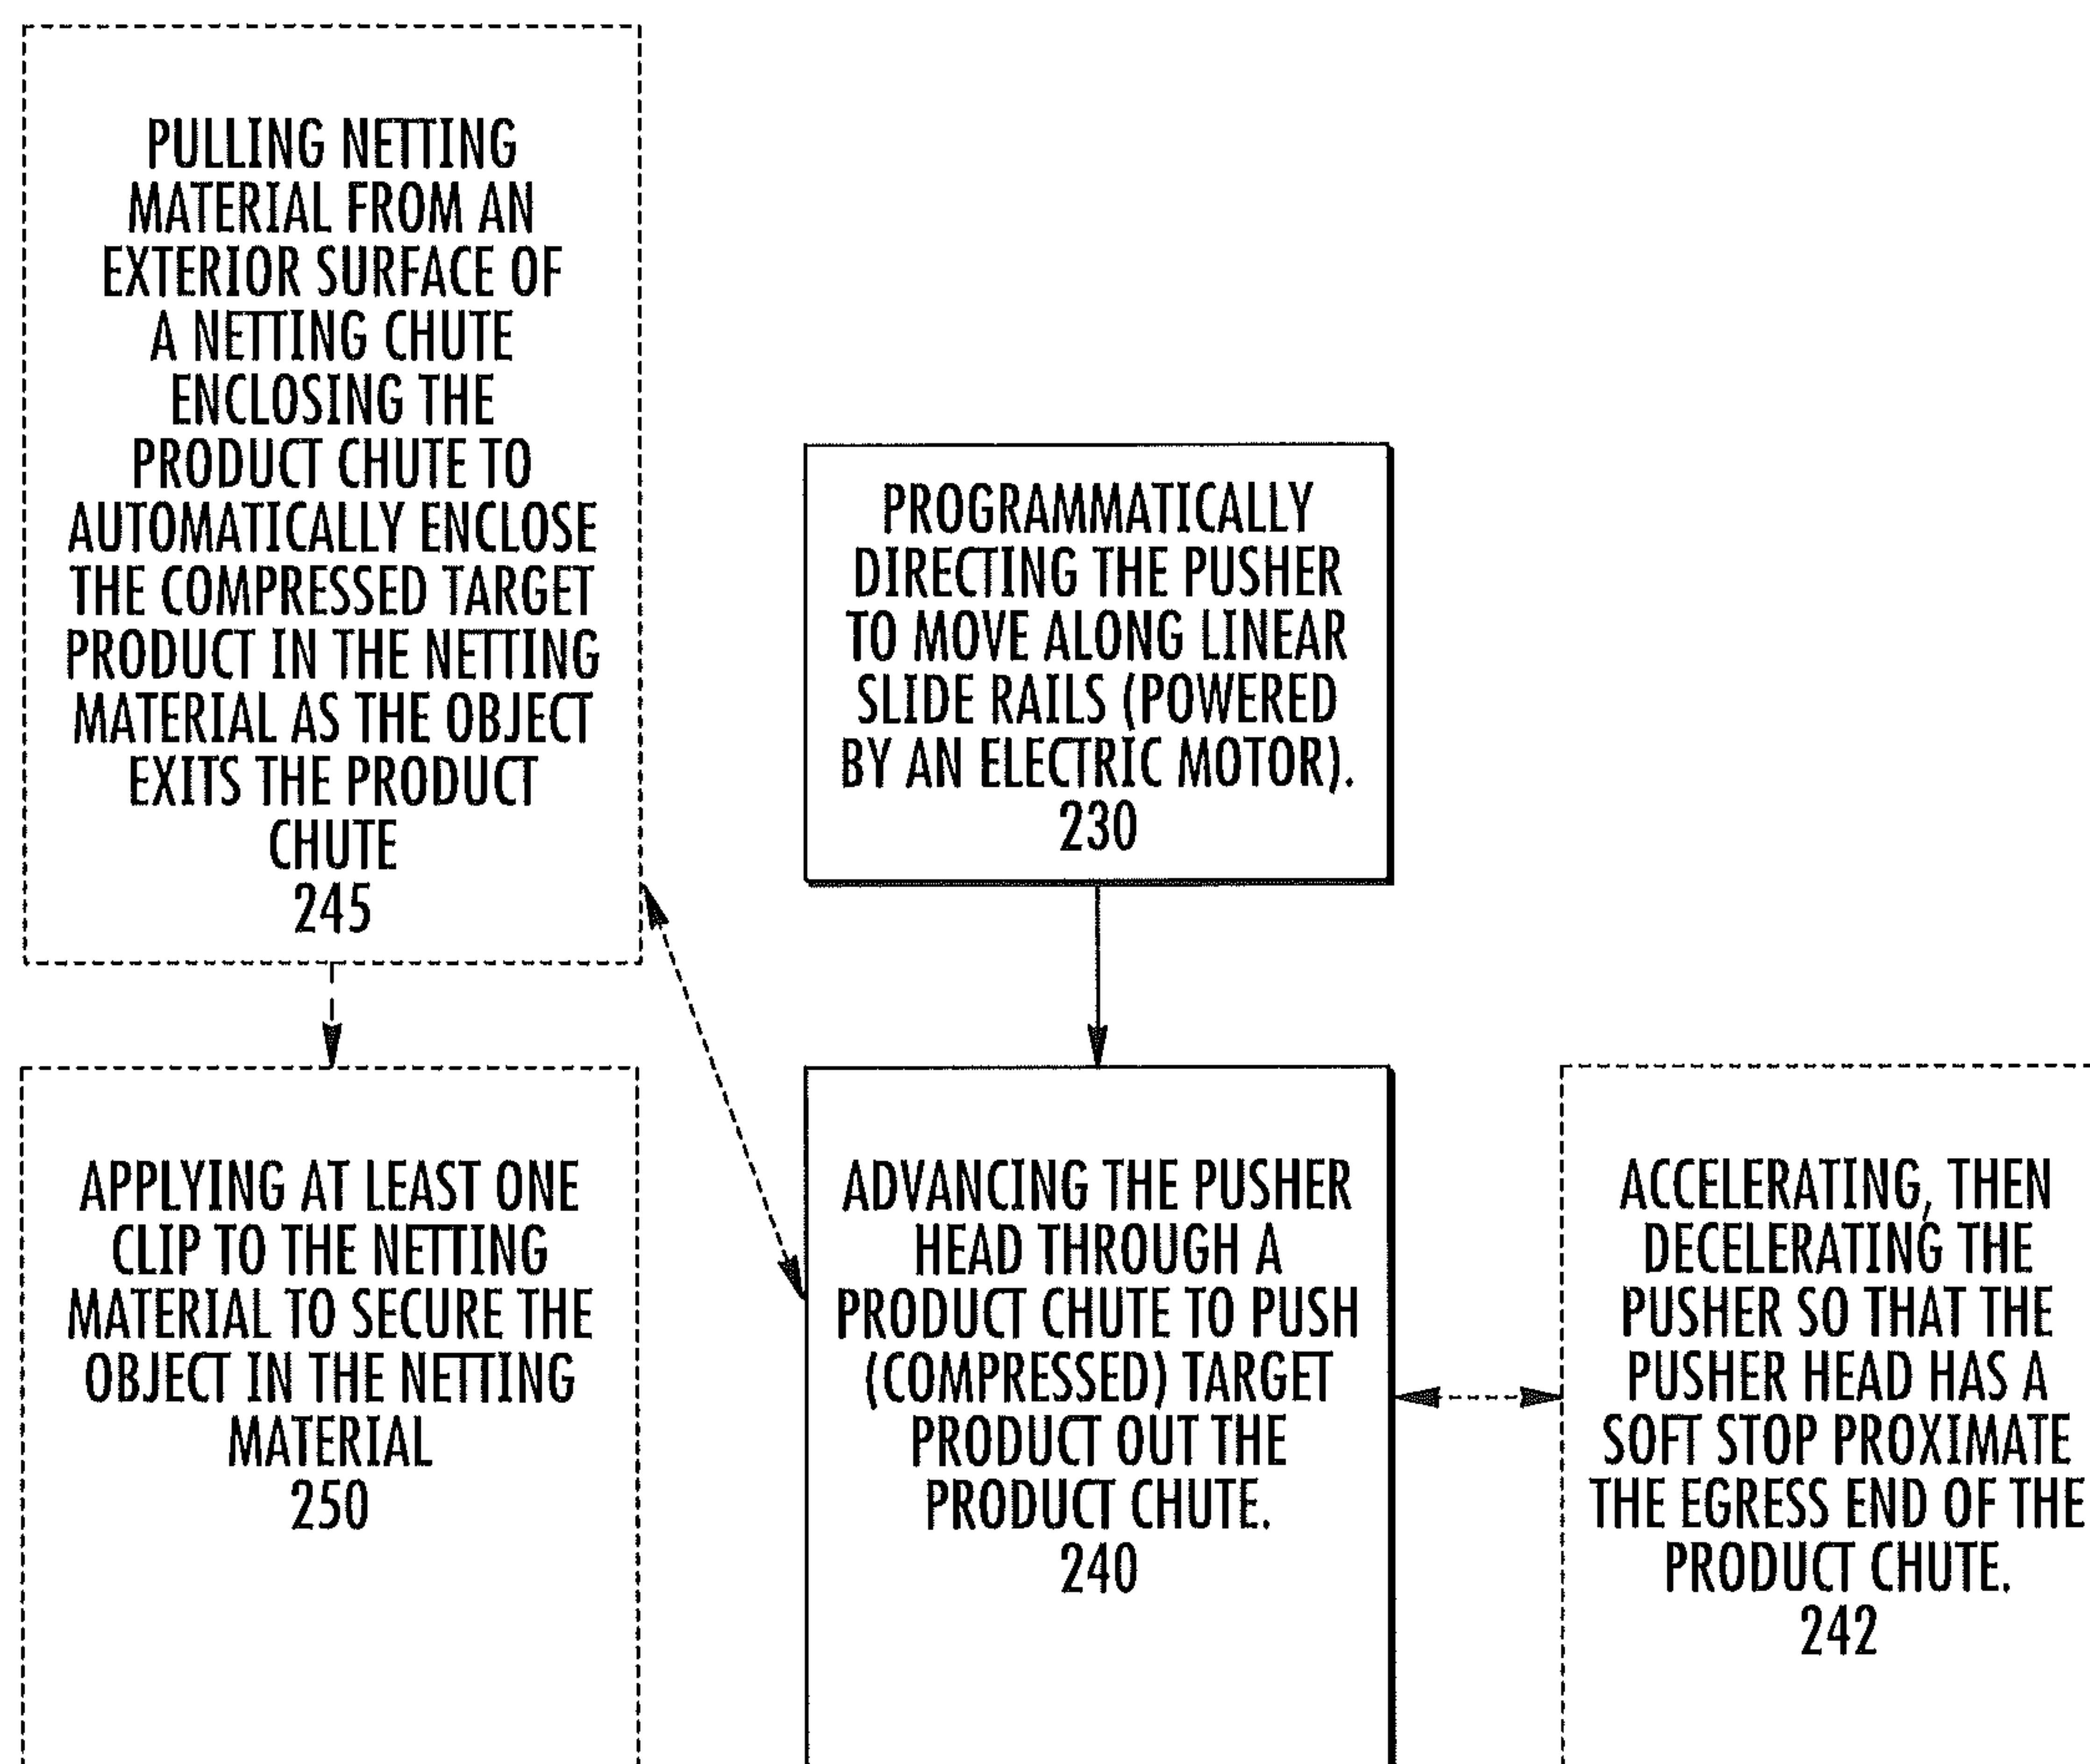 PULLING NETTING
MATERIAL FROM AN
EXTERIOR SURFACE OF
A NETTING CHUTE
ENCLOSING THE
PRODUCT CHUTE TO
AUTOMATICALLY ENCLOSE
THE COMPRESSED TARGET
PRODUCT IN THE NETTING
MATERIAL AS THE OBJECT
EXITS THE PRODUCT
CHUTE
245
PROGRAMMATICALLY
DIRECTING THE PUSHER
TO MOVE ALONG LINEAR
SLIDE RAILS (POWERED
BY AN ELECTRIC MOTOR).
230
APPLYING AT LEAST ONE
CLIP TO THE NETTING
MATERIAL TO SECURE THE
OBJECT IN THE NETTING
MATERIAL
250
ADVANCING THE PUSHER
HEAD THROUGH A
PRODUCT CHUTE TO PUSH
(COMPRESSED) TARGET
PRODUCT OUT THE
PRODUCT CHUTE.
240
ACCELERATING, THEN
DECELERATING THE
PUSHER SO THAT THE
PUSHER HEAD HAS A
SOFT STOP PROXIMATE
THE EGRESS END OF THE
PRODUCT CHUTE.
242